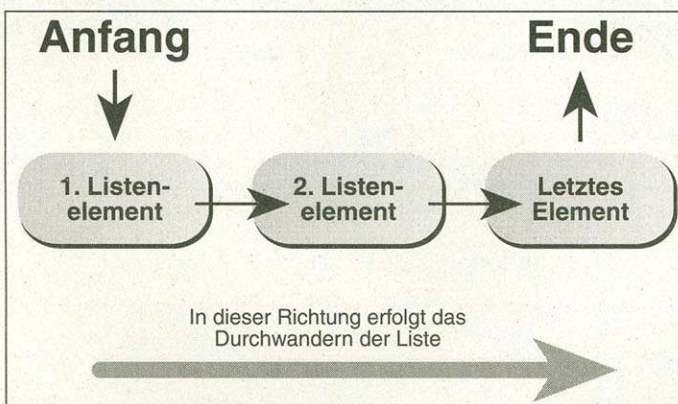 Anfang
Ende
1. Listen-
element
2. Listen-
element
Letztes
Element
In dieser Richtung erfolgt das
Durchwandern der Liste